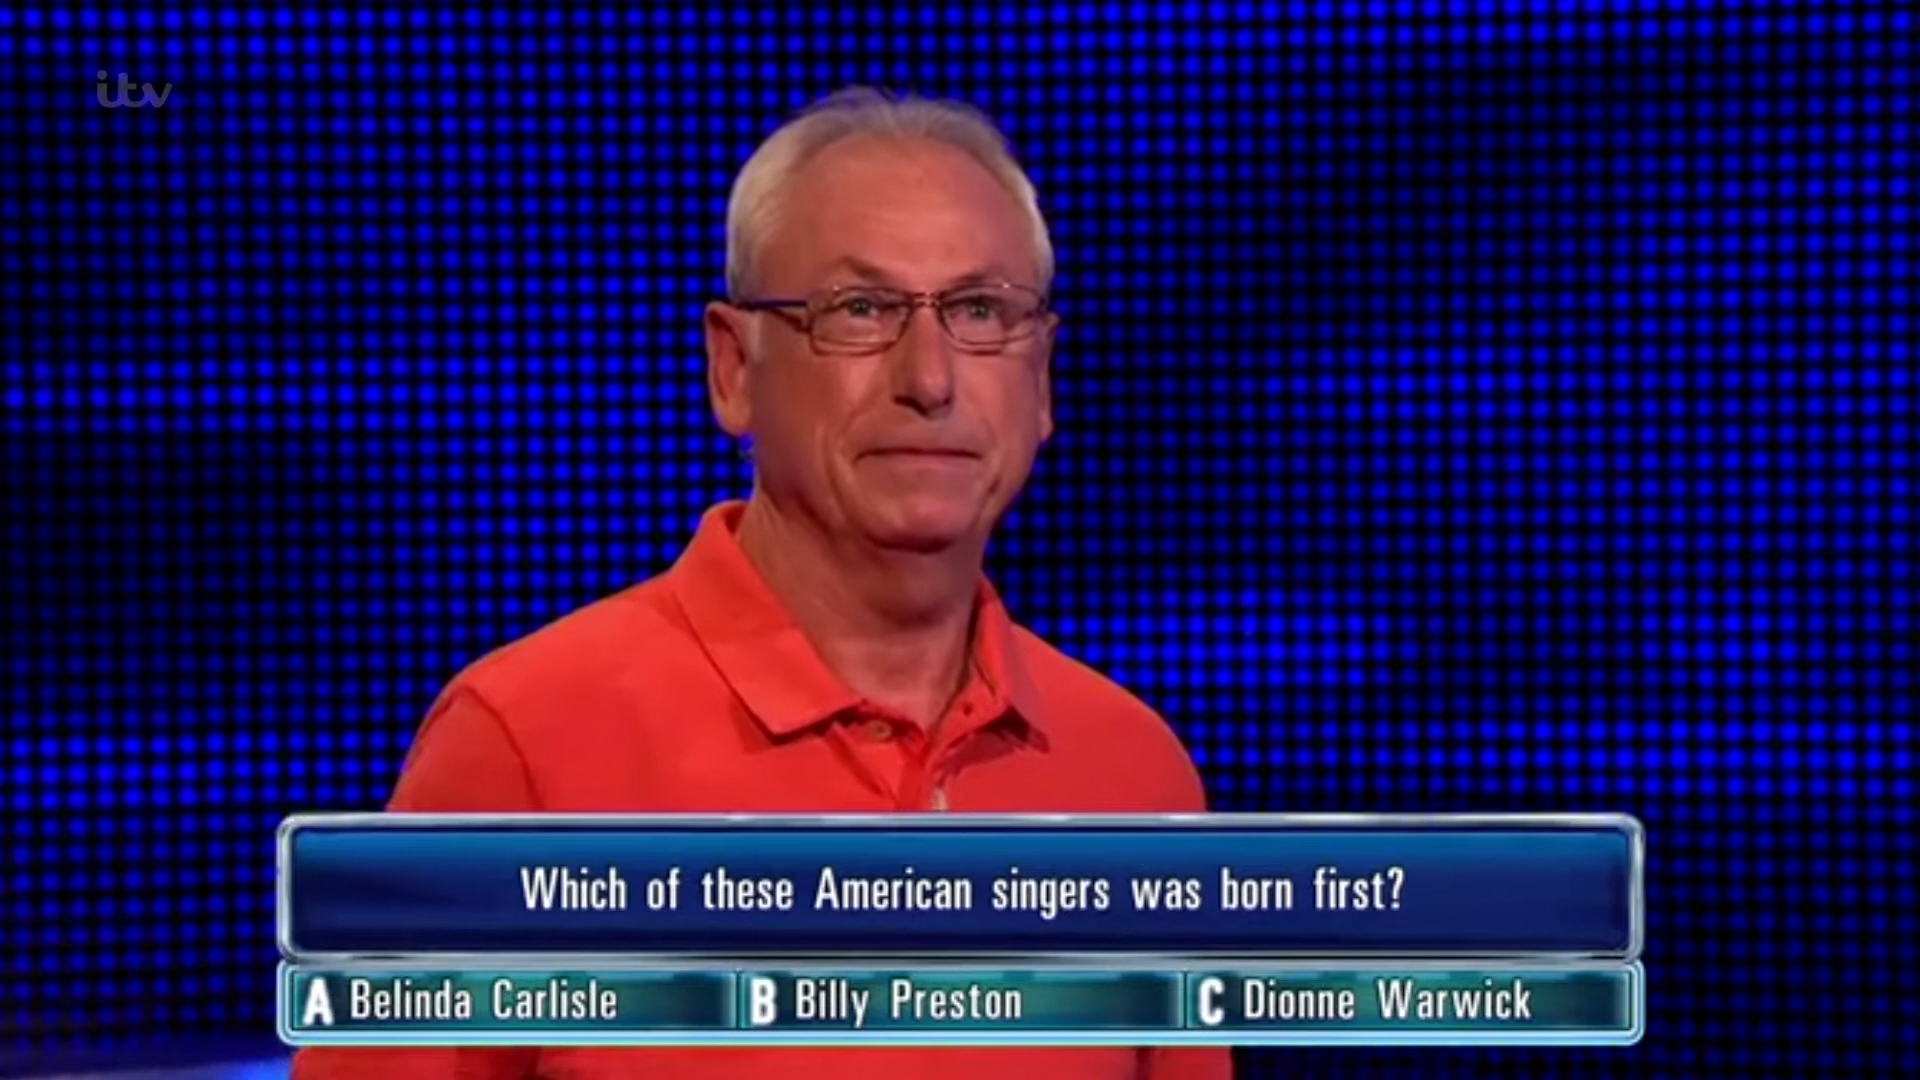 itv
Which of these American singers was born first?
A Belinda Carlisle B Billy Preston C Dionne Warwick